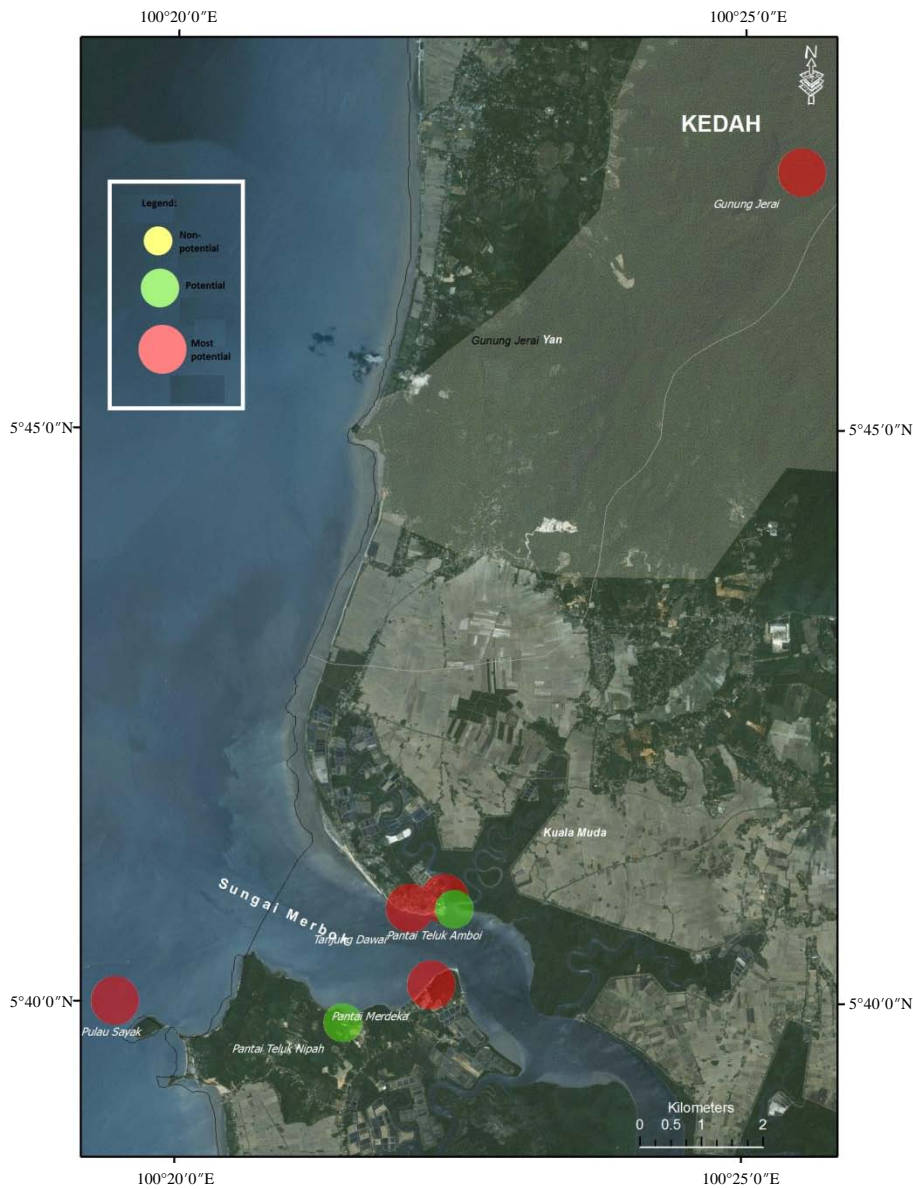 100°20′0″E
100°25′0″E
N
KEDAH
Gunung Jerai
Legend:
Non-
potential
Potential
Most
potential
Gunung Jerai Yan
5°45′0″N
5°45′0″N
Kuala Muda
Sungai Merbok
Tanjung Dawai
Pantai Teluk Amboi
5°40′0″N
5°40′0″N
Pantai Merdeka
Pulau Sayak
Pantai Teluk Nipah
Kilometers
0 0.5 1 2
100°20′0″E
100°25′0″E